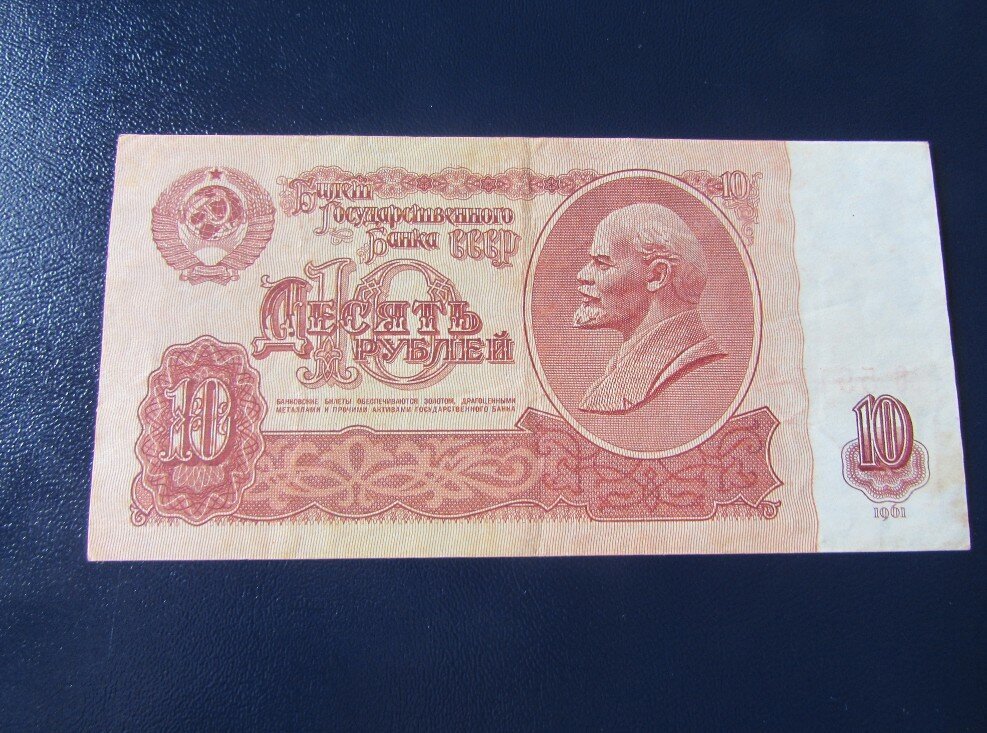 Билет
Государственного
Банка СССР
10
10
Десять
рублей
БАНКОВСКИЕ БИЛЕТЫ ОБЕСПЕЧИВАЮТСЯ ЗОЛОТОМ, ДРАГОЦЕННЫМИ
МЕТАЛЛАМИ И ПРОЧИМИ АКТИВАМИ ГОСУДАРСТВЕННОГО БАНКА
10
10
1961